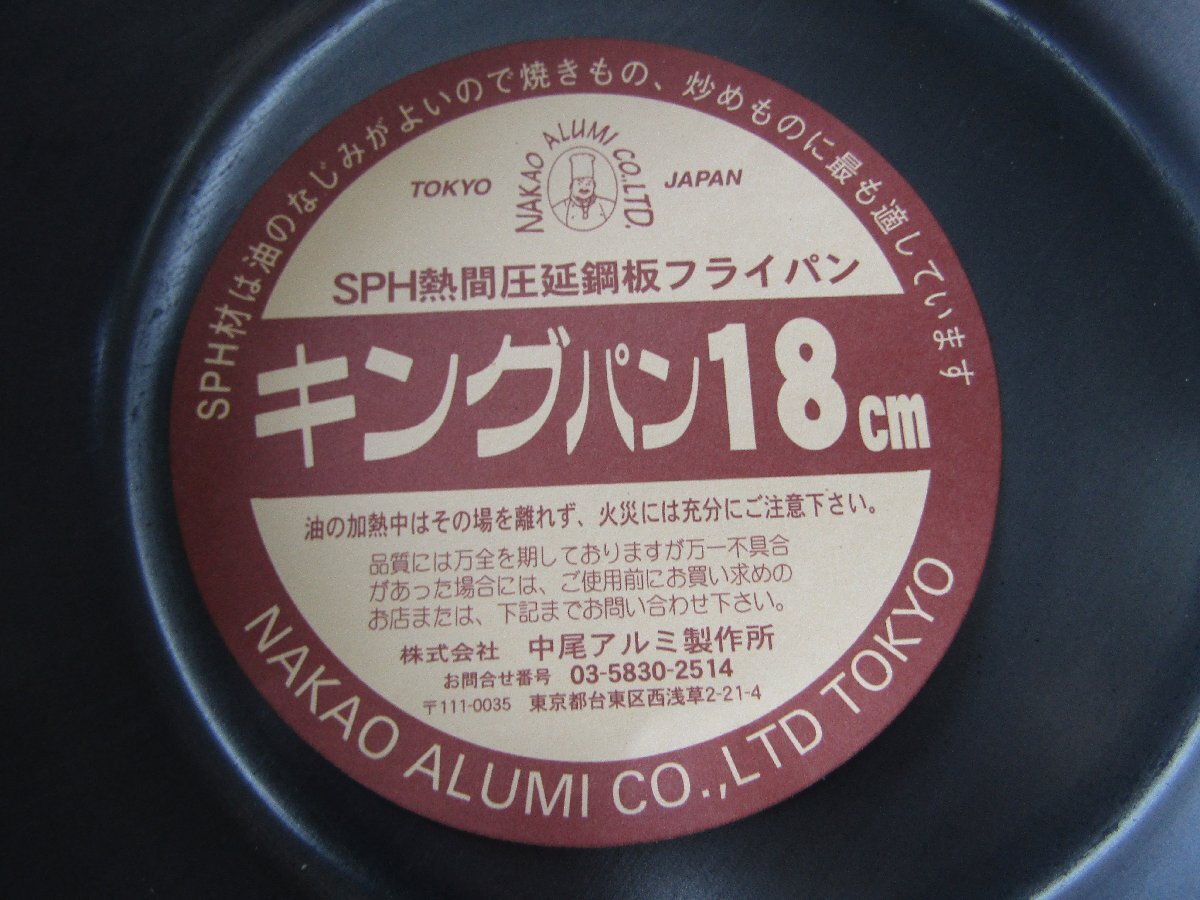 SPH材は油のなじみがよいので焼きもの、炒めものに最も適しています
NAKAO ALUMI CO.,LTD.
TOKYO JAPAN
SPH熱間圧延鋼板フライパン
キングパン18cm
油の加熱中はその場を離れず、火災には充分にご注意下さい。
品質には万全を期しておりますが万一不具合
があった場合には、ご使用前にお買い求めの
お店または、下記までお問い合わせ下さい。
株式会社 中尾アルミ製作所
お問合せ番号 03-5830-2514
〒111-0035 東京都台東区西浅草2-21-4
NAKAO ALUMI CO.,LTD TOKYO